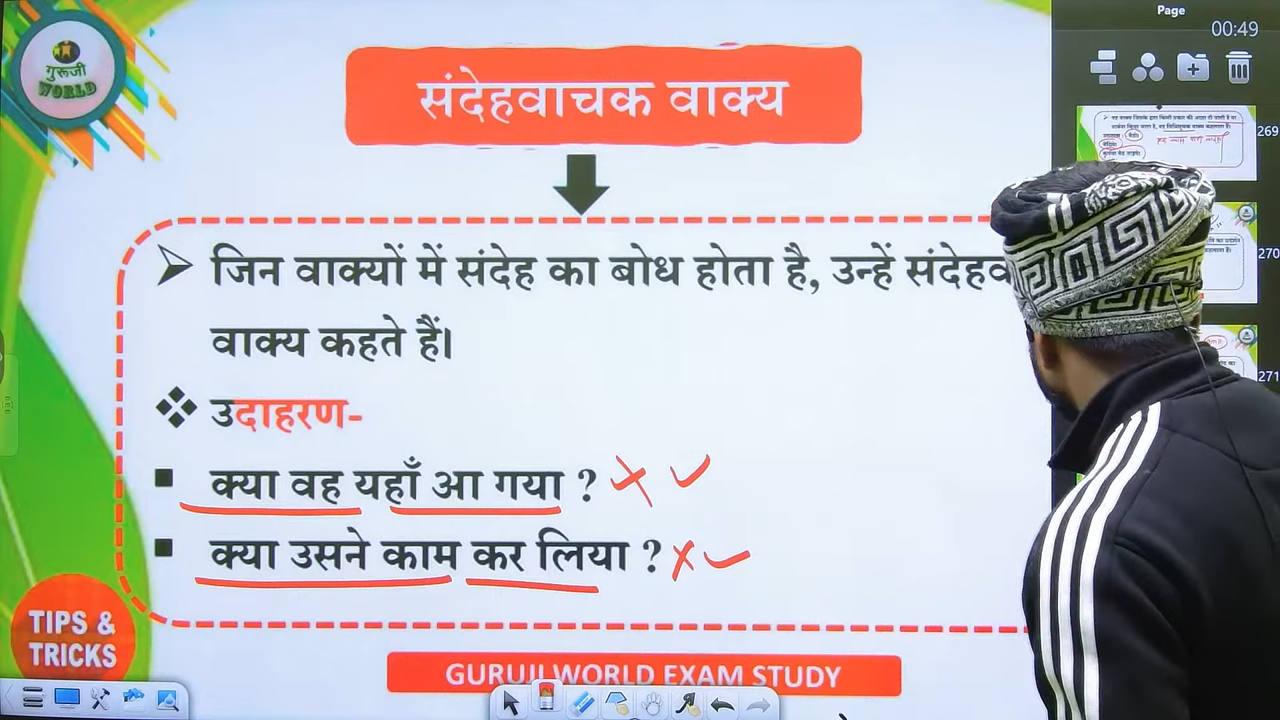 Page
00:49
गुरूजी
WORLD
संदेहवाचक वाक्य
जिन वाक्यों में संदेह का बोध होता है, उन्हें
वाक्य कहते हैं।
उदाहरण-
क्या वह यहाँ आ गया ?
क्या उसने काम कर लिया ?
TIPS &
TRICKS
GURUJI WORLD EXAM STUDY
269
270
271